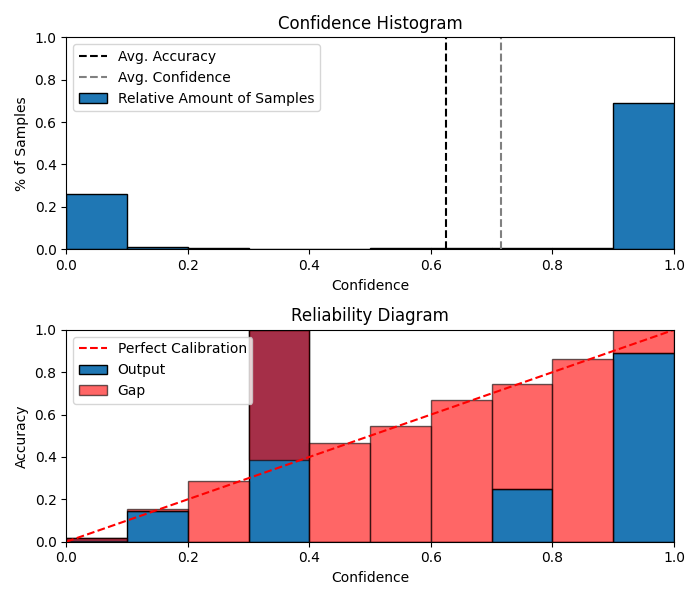 Confidence Histogram
1.0
0.8
0.6
0.4
0.2
0.0
% of Samples
Avg. Accuracy
Avg. Confidence
Relative Amount of Samples
0.0 0.2 0.4 0.6 0.8 1.0
Confidence
Reliability Diagram
1.0
0.8
0.6
0.4
0.2
0.0
Accuracy
Perfect Calibration
Output
Gap
0.0 0.2 0.4 0.6 0.8 1.0
Confidence